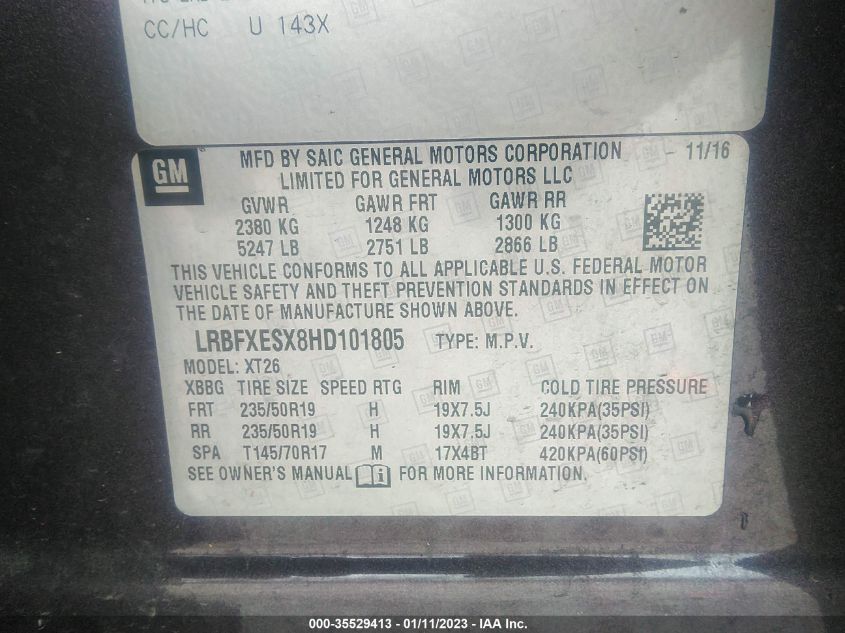 CC/HC U 143X
GM MFD BY SAIC GENERAL MOTORS CORPORATION 11/16
LIMITED FOR GENERAL MOTORS LLC
GVWR GAWR FRT GAWR RR
2380 KG 1248 KG 1300 KG
5247 LB 2751 LB 2866 LB
THIS VEHICLE CONFORMS TO ALL APPLICABLE U.S. FEDERAL MOTOR
VEHICLE SAFETY AND THEFT PREVENTION STANDARDS IN EFFECT ON
THE DATE OF MANUFACTURE SHOWN ABOVE.
LRBFXESX8HD101805 TYPE: M.P.V.
MODEL: XT26
XBBG TIRE SIZE SPEED RTG RIM COLD TIRE PRESSURE
FRT 235/50R19 H 19X7.5J 240KPA(35PSI)
RR 235/50R19 H 19X7.5J 240KPA(35PSI)
SPA T145/70R17 M 17X4BT 420KPA(60PSI)
SEE OWNER'S MANUAL FOR MORE INFORMATION.
000-35529413 — 01/11/2023 — © IAA Inc.